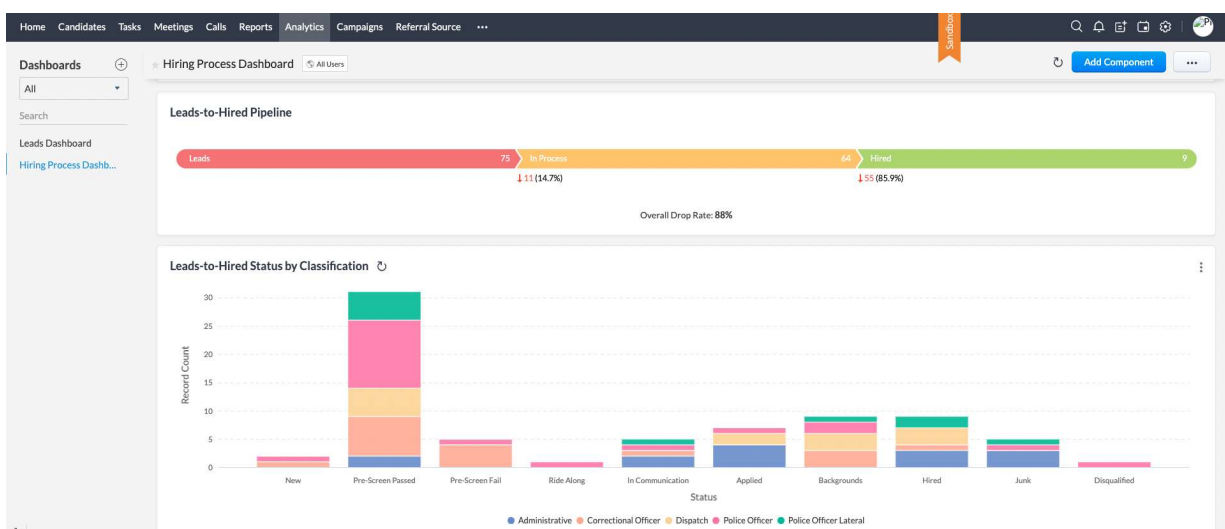 Home Candidates Tasks Meetings Calls Reports Analytics Campaigns Referral Source ...
Sandbox
Dashboards
All
Search
Leads Dashboard
Hiring Process Dashb...
Hiring Process Dashboard All Users
Add Component ...
Leads-to-Hired Pipeline
Leads 75 In Process 64 Hired 9
↓ 11 (14.7%) ↓ 55 (85.9%)
Overall Drop Rate: 88%
Leads-to-Hired Status by Classification
30
25
20
15
10
5
0
Record Count
New Pre-Screen Passed Pre-Screen Fail Ride Along In Communication Applied Backgrounds Hired Junk Disqualified
Status
Administrative Correctional Officer Dispatch Police Officer Police Officer Lateral